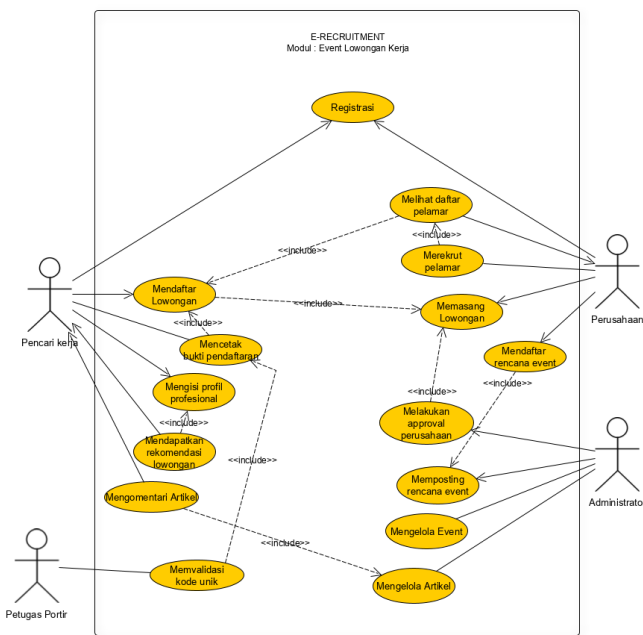 E-RECRUITMENT
Modul : Event Lowongan Kerja
Registrasi
Melihat daftar
pelamar
<<include>>
<<include>>
Merekrut
pelamar
Mendaftar
Lowongan
Memasang
Lowongan
Pencari kerja
Perusahaan
<<include>>
Mencetak
bukti pendaftaran
Mendaftar
rencana event
<<include>>
Mengisi profil
profesional
<<include>>
<<include>>
Melakukan
approval
perusahaan
Mendapatkan
rekomendasi
lowongan
<<include>>
Memposting
rencana event
Mengomentari Artikel
Administrato
Mengelola Event
<<include>>
Memvalidasi
kode unik
Mengelola Artikel
Petugas Portir